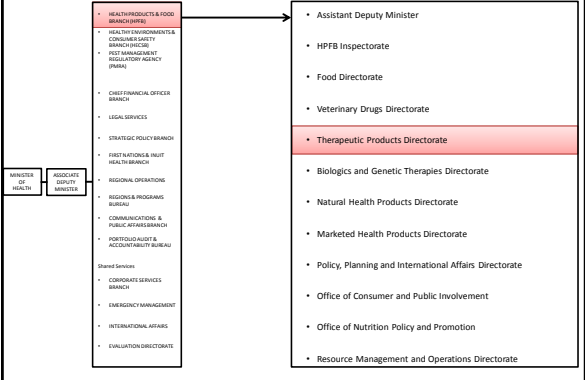 MINISTER
OF
HEALTH
ASSOCIATE
DEPUTY
MINISTER
• HEALTH PRODUCTS & FOOD
BRANCH (HPFB)
• HEALTHY ENVIRONMENTS &
CONSUMER SAFETY
BRANCH (HECSB)
• PEST MANAGEMENT
REGULATORY AGENCY
(PMRA)
• CHIEF FINANCIAL OFFICER
BRANCH
• LEGAL SERVICES
• STRATEGIC POLICY BRANCH
• FIRST NATIONS & INUIT
HEALTH BRANCH
• REGIONAL OPERATIONS
• REGIONS & PROGRAMS
BUREAU
• COMMUNICATIONS &
PUBLIC AFFAIRS BRANCH
• PORTFOLIO AUDIT &
ACCOUNTABILITY BUREAU
Shared Services
• CORPORATE SERVICES
BRANCH
• EMERGENCY MANAGEMENT
• INTERNATIONAL AFFAIRS
• EVALUATION DIRECTORATE
• Assistant Deputy Minister
• HPFB Inspectorate
• Food Directorate
• Veterinary Drugs Directorate
• Therapeutic Products Directorate
• Biologics and Genetic Therapies Directorate
• Natural Health Products Directorate
• Marketed Health Products Directorate
• Policy, Planning and International Affairs Directorate
• Office of Consumer and Public Involvement
• Office of Nutrition Policy and Promotion
• Resource Management and Operations Directorate